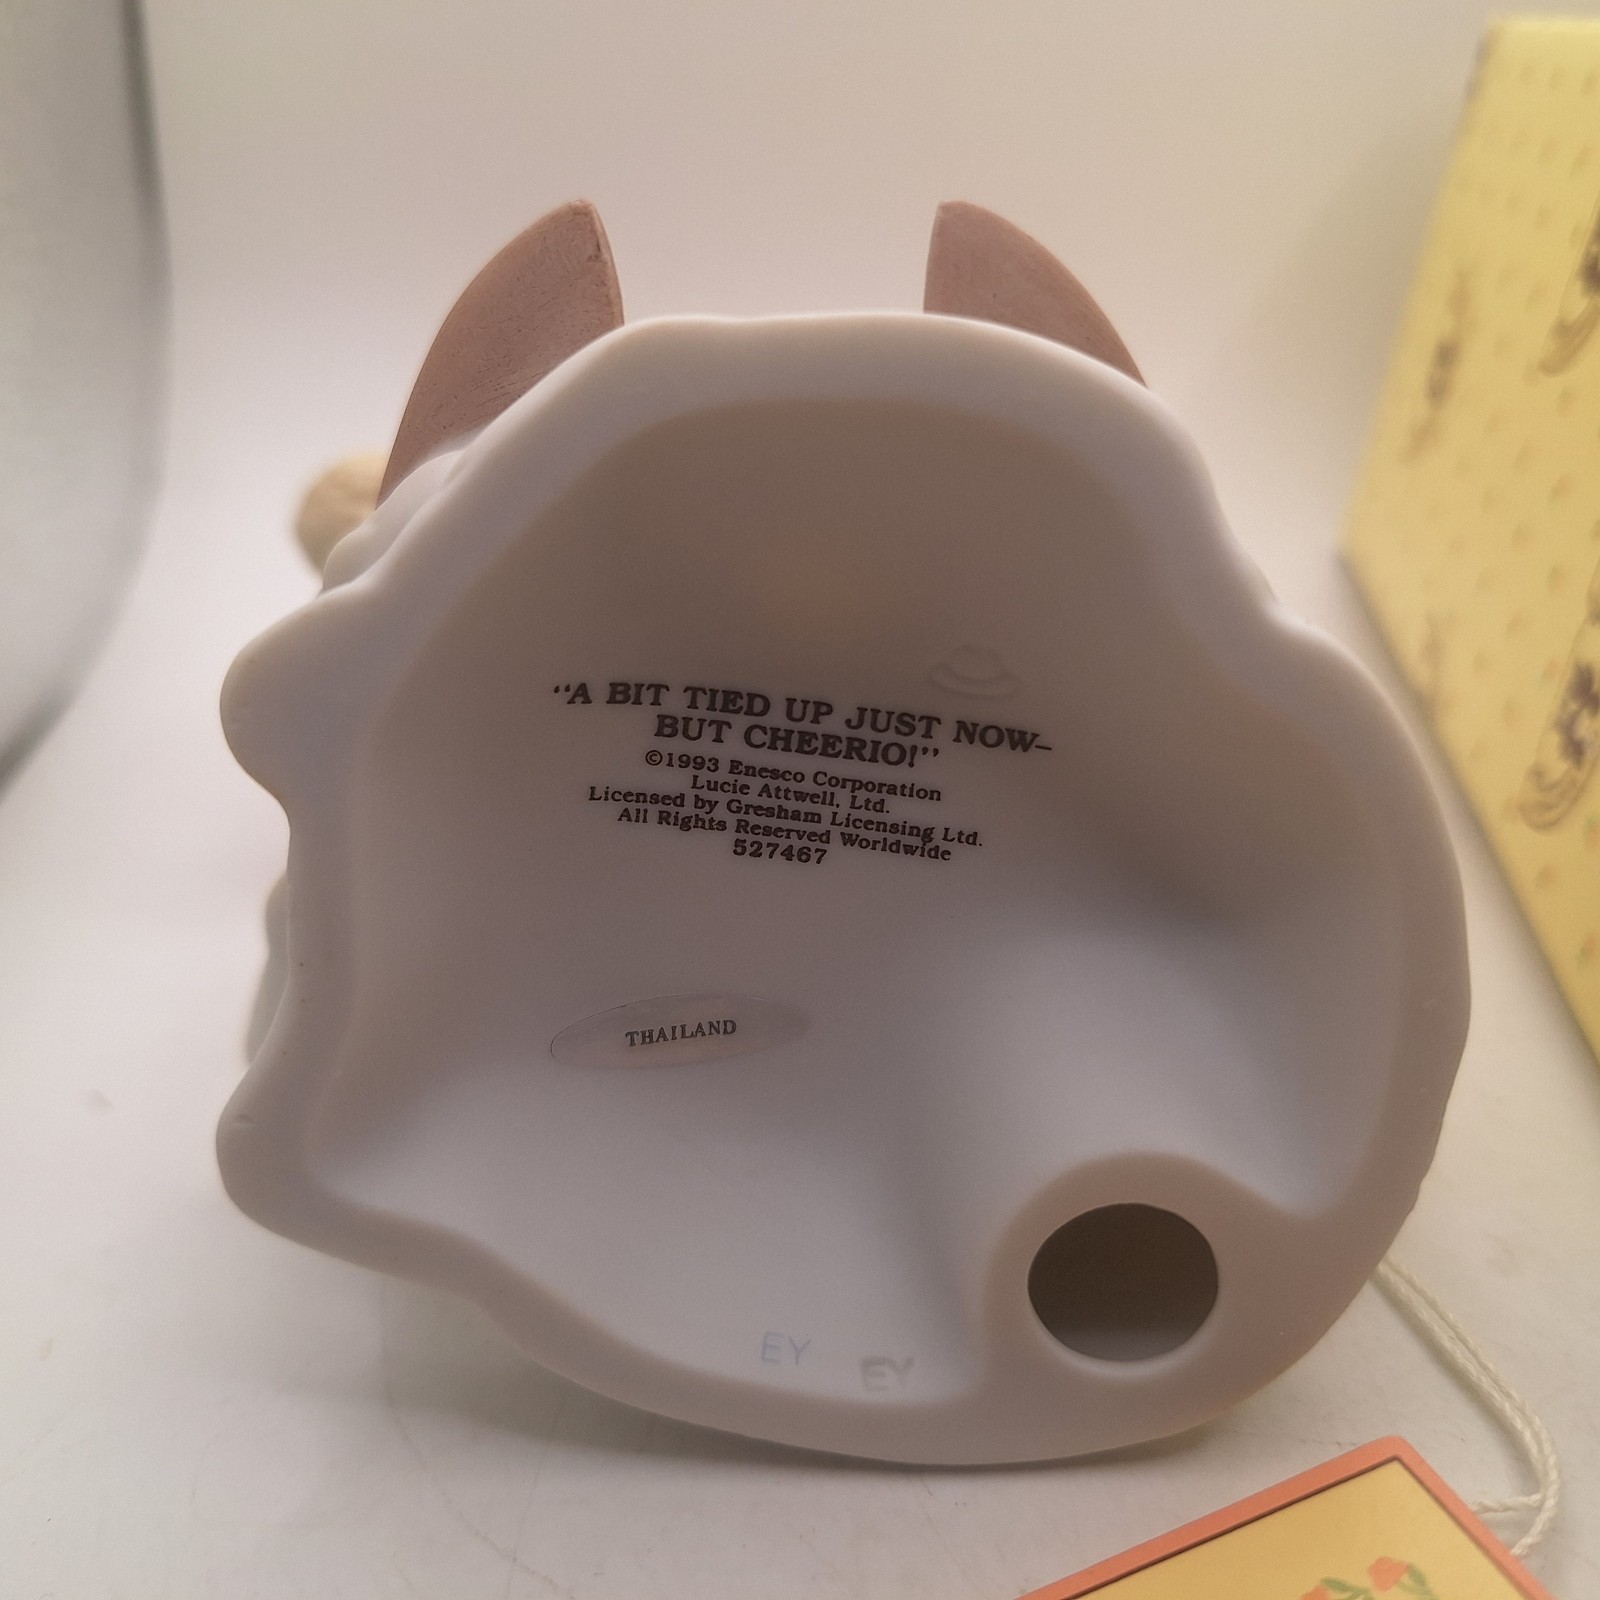 “A BIT TIED UP JUST NOW–
BUT CHEERIO!”
©1993 Enesco Corporation
Lucie Attwell, Ltd.
Licensed by Gresham Licensing Ltd.
All Rights Reserved Worldwide
527467
THAILAND
EY EY